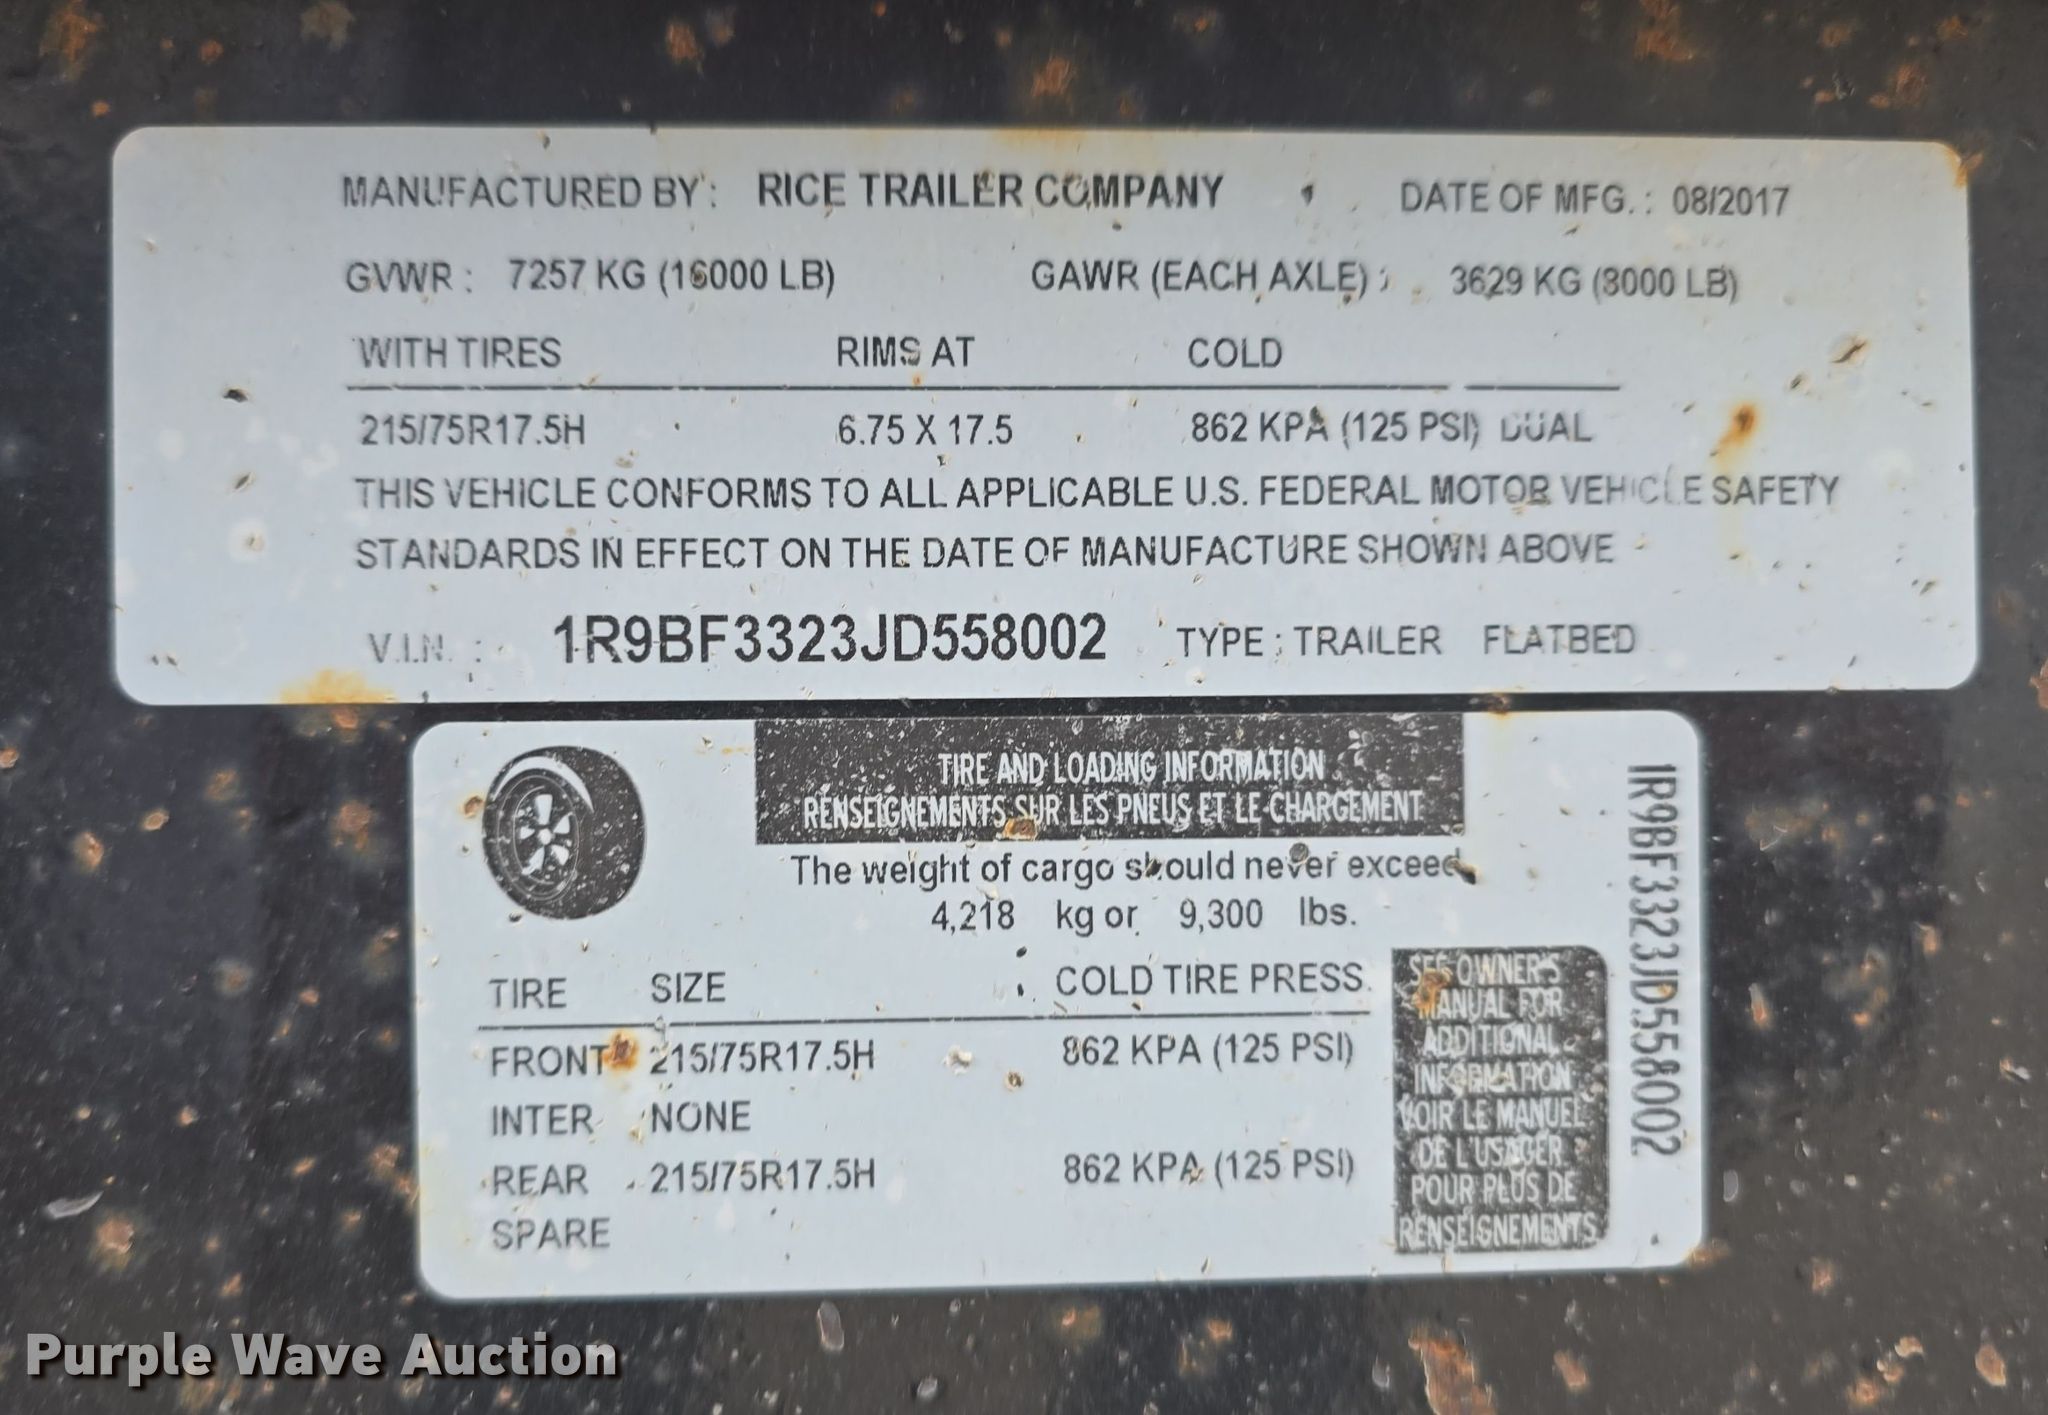 MANUFACTURED BY: RICE TRAILER COMPANY DATE OF MFG.: 08/2017
GVWR: 7257 KG (16000 LB) GAWR (EACH AXLE): 3629 KG (8000 LB)
WITH TIRES RIMS AT COLD
215/75R17.5H 6.75 X 17.5 862 KPA (125 PSI) DUAL
THIS VEHICLE CONFORMS TO ALL APPLICABLE U.S. FEDERAL MOTOR VEHICLE SAFETY
STANDARDS IN EFFECT ON THE DATE OF MANUFACTURE SHOWN ABOVE
V.I.N. : 1R9BF3323JD558002 TYPE: TRAILER FLATBED
TIRE AND LOADING INFORMATION
RENSEIGNEMENTS SUR LES PNEUS ET LE CHARGEMENT
The weight of cargo should never exceed
4,218 kg or 9,300 lbs.
TIRE SIZE COLD TIRE PRESS.
FRONT 215/75R17.5H 862 KPA (125 PSI)
INTER NONE
REAR 215/75R17.5H 862 KPA (125 PSI)
SPARE
SEE OWNER'S
MANUAL FOR
ADDITIONAL
INFORMATION
VOIR LE MANUEL
DE L'USAGER
POUR PLUS DE
RENSEIGNEMENTS
1R9BF3323JD558002
Purple Wave Auction